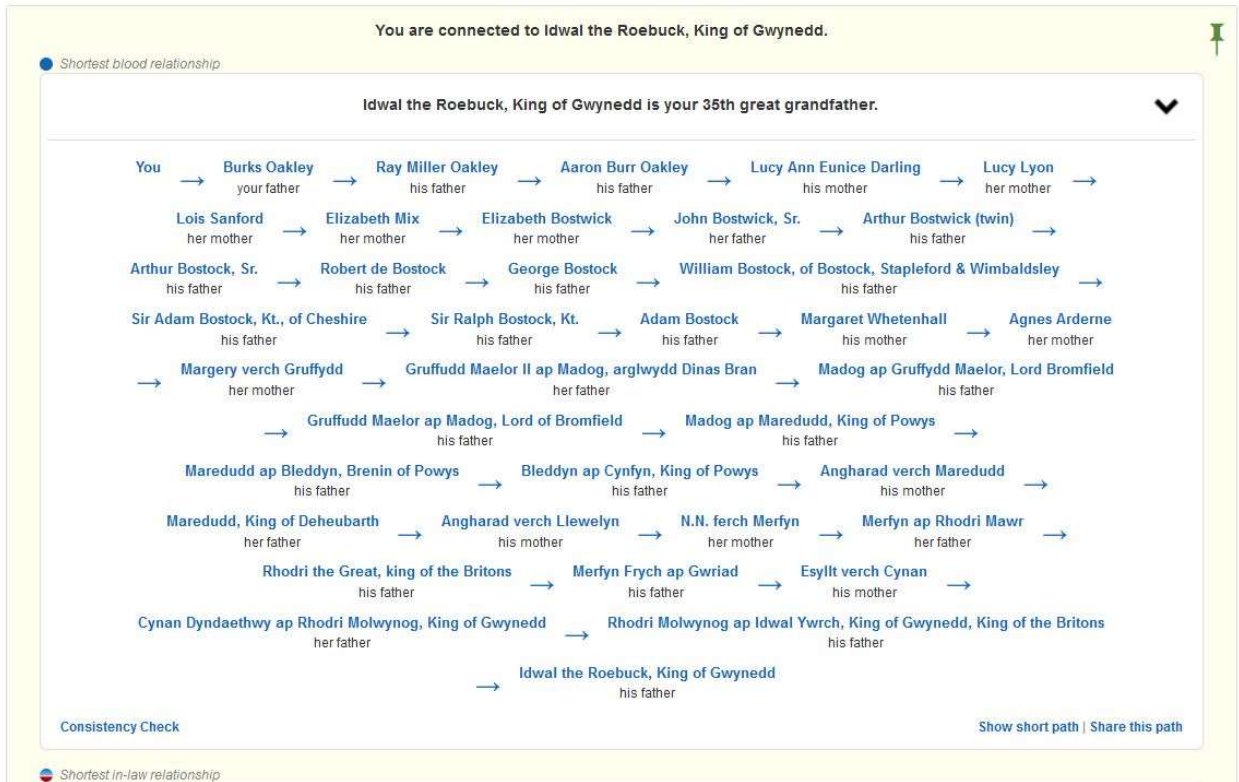 You are connected to Idwal the Roebuck, King of Gwynedd.
Shortest blood relationship
Idwal the Roebuck, King of Gwynedd is your 35th great grandfather.
You → Burks Oakley → Ray Miller Oakley → Aaron Burr Oakley → Lucy Ann Eunice Darling → Lucy Lyon →
your father his father his father his mother her mother
Lois Sanford → Elizabeth Mix → Elizabeth Bostwick → John Bostwick, Sr. → Arthur Bostwick (twin) →
her mother her mother her mother her father his father
Arthur Bostock, Sr. → Robert de Bostock → George Bostock → William Bostock, of Bostock, Stapleford & Wimbaldsley →
his father his father his father his father
Sir Adam Bostock, Kt., of Cheshire → Sir Ralph Bostock, Kt. → Adam Bostock → Margaret Whetenhall → Agnes Arderne
his father his father his father his mother her mother
→ Margery verch Gruffydd → Gruffudd Maelor II ap Madog, arglwydd Dinas Bran → Madog ap Gruffydd Maelor, Lord Bromfield
her mother her father his father
→ Gruffudd Maelor ap Madog, Lord of Bromfield → Madog ap Maredudd, King of Powys →
his father his father
Maredudd ap Bleddyn, Brenin of Powys → Bleddyn ap Cynfyn, King of Powys → Angharad verch Maredudd →
his father his father his mother
Maredudd, King of Deheubarth → Angharad verch Llewelyn → N.N. ferch Merfyn → Merfyn ap Rhodri Mawr →
her father his mother her mother her father
Rhodri the Great, king of the Britons → Merfyn Frych ap Gwriad → Esyllt verch Cynan →
his father his father his mother
Cynan Dyndaethwy ap Rhodri Molwynog, King of Gwynedd → Rhodri Molwynog ap Idwal Ywrch, King of Gwynedd, King of the Britons
her father his father
→ Idwal the Roebuck, King of Gwynedd
his father
Consistency Check Show short path | Share this path
Shortest in-law relationship